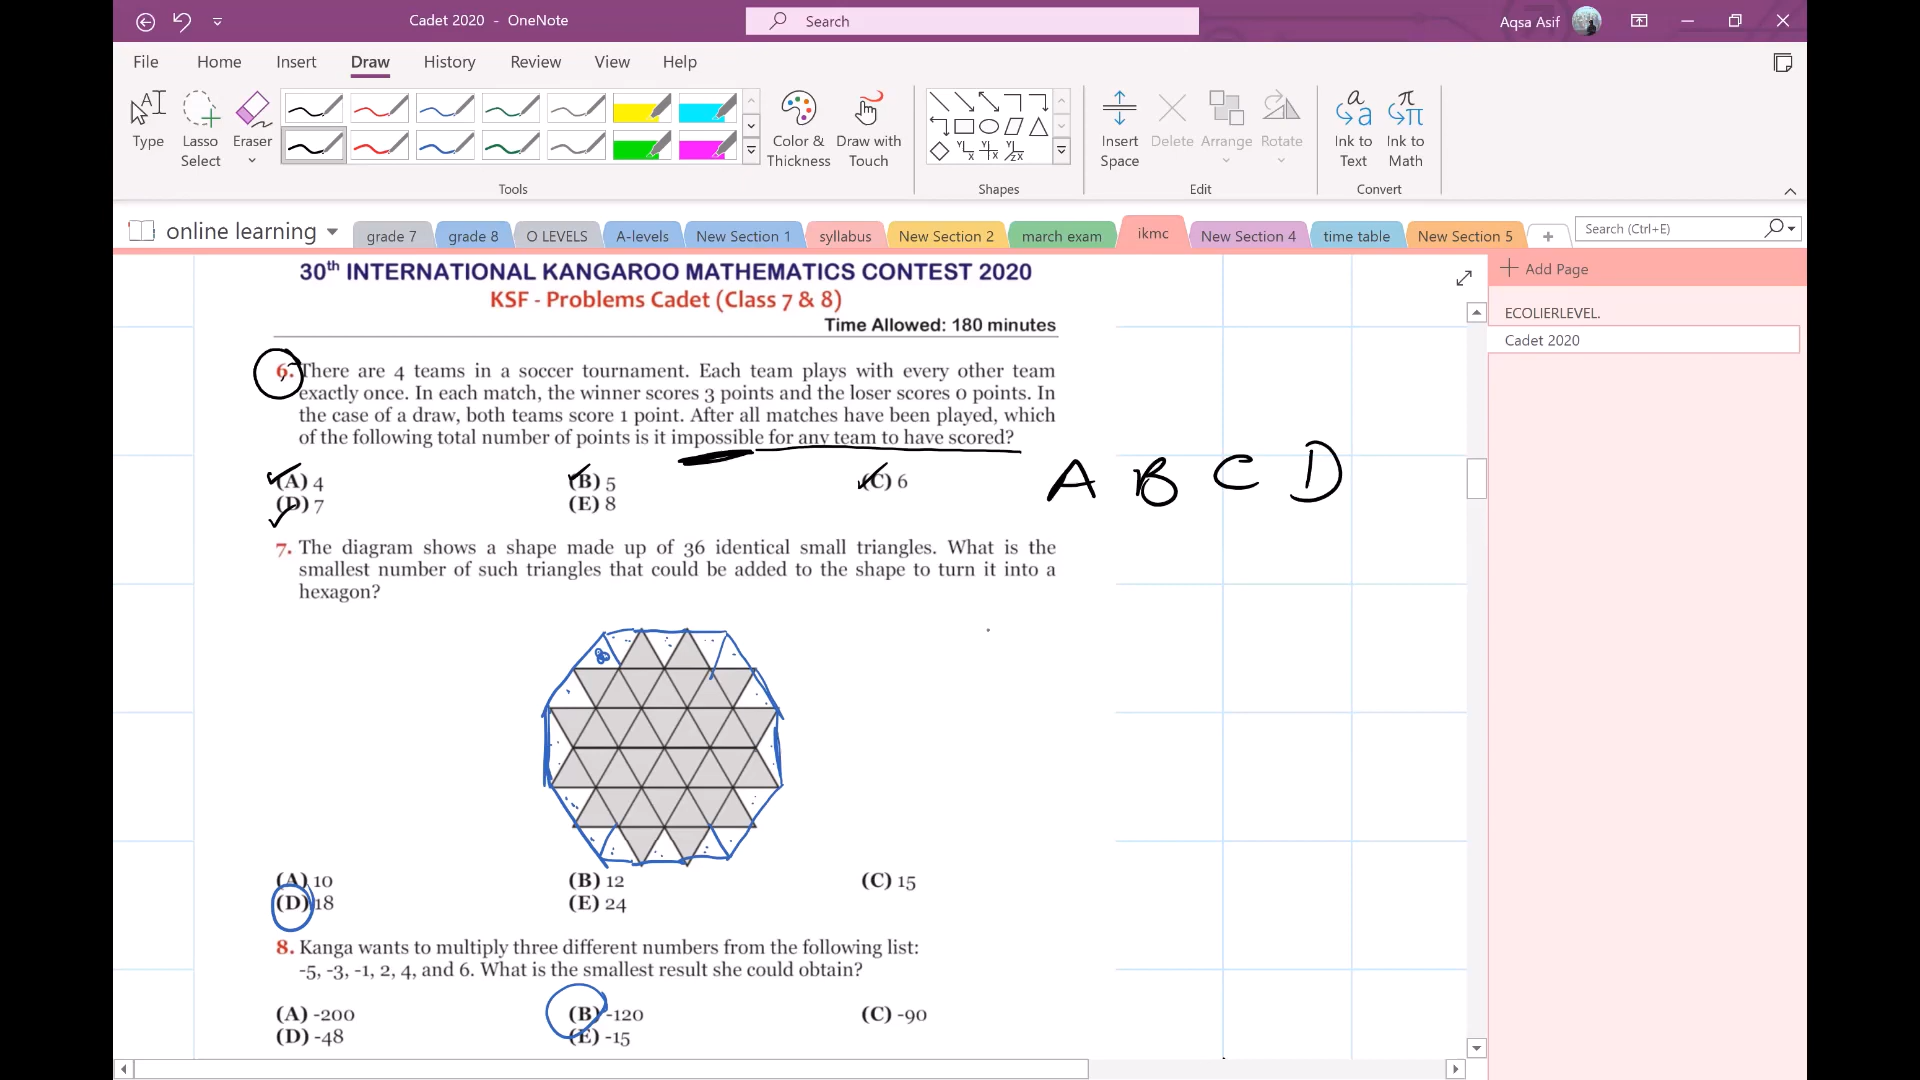 Cadet 2020 - OneNote
Search
Aqsa Asif
File Home Insert Draw History Review View Help
Type
Lasso Select
Eraser
Color & Thickness
Draw with Touch
Insert Space
Delete
Arrange
Rotate
Ink to Text
Ink to Math
Tools
Shapes
Edit
Convert
online learning
grade 7
grade 8
O LEVELS
A-levels
New Section 1
syllabus
New Section 2
march exam
ikmc
New Section 4
time table
New Section 5
Search (Ctrl+E)
Add Page
ECOLIERLEVEL.
Cadet 2020
30th INTERNATIONAL KANGAROO MATHEMATICS CONTEST 2020
KSF - Problems Cadet (Class 7 & 8)
Time Allowed: 180 minutes
6. There are 4 teams in a soccer tournament. Each team plays with every other team
exactly once. In each match, the winner scores 3 points and the loser scores 0 points. In
the case of a draw, both teams score 1 point. After all matches have been played, which
of the following total number of points is it impossible for any team to have scored?
(A) 4 (B) 5 (C) 6
(D) 7 (E) 8
A B C D
7. The diagram shows a shape made up of 36 identical small triangles. What is the
smallest number of such triangles that could be added to the shape to turn it into a
hexagon?
(A) 10 (B) 12 (C) 15
(D) 18 (E) 24
8. Kanga wants to multiply three different numbers from the following list:
-5, -3, -1, 2, 4, and 6. What is the smallest result she could obtain?
(A) -200 (B) -120 (C) -90
(D) -48 (E) -15